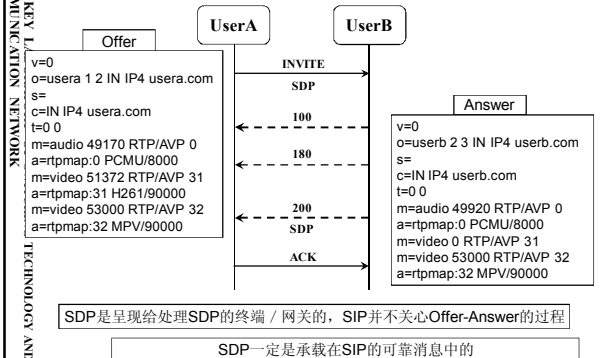 KEY LA
MUNICATION NETWORK
TECHNOLOGY AND
UserA
UserB
Offer
v=0
o=usera 1 2 IN IP4 usera.com
s=
c=IN IP4 usera.com
t=0 0
m=audio 49170 RTP/AVP 0
a=rtpmap:0 PCMU/8000
m=video 51372 RTP/AVP 31
a=rtpmap:31 H261/90000
m=video 53000 RTP/AVP 32
a=rtpmap:32 MPV/90000
INVITE
SDP
100
180
200
SDP
ACK
Answer
v=0
o=userb 2 3 IN IP4 userb.com
s=
c=IN IP4 userb.com
t=0 0
m=audio 49920 RTP/AVP 0
a=rtpmap:0 PCMU/8000
m=video 0 RTP/AVP 31
m=video 53000 RTP/AVP 32
a=rtpmap:32 MPV/90000
SDP是呈现给处理SDP的终端／网关的，SIP并不关心Offer-Answer的过程
SDP一定是承载在SIP的可靠消息中的